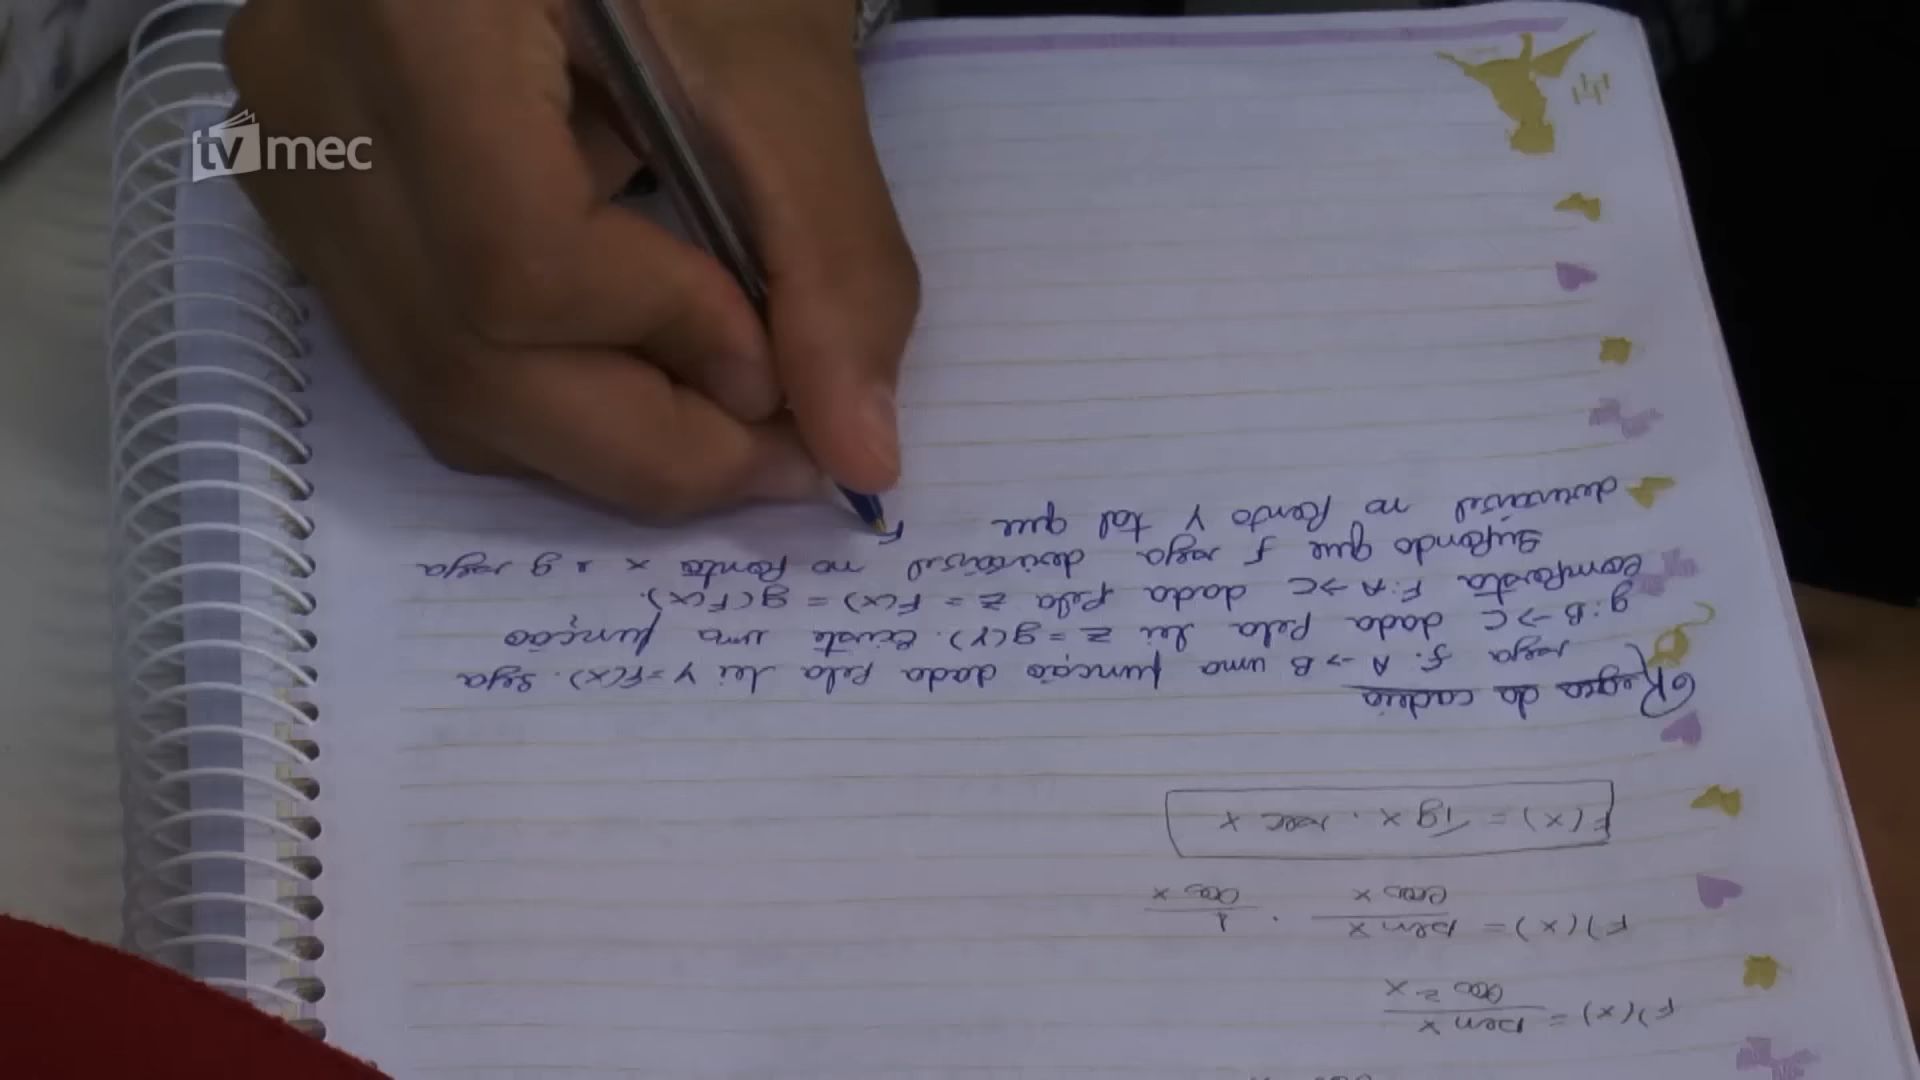 tv mec
F'(x) = sen x / cos 2 x
F'(x) = sen x / cos x . 1 / cos x
F(x) = Tg x . sec x
Regra da cadeia
seja f: A → B uma função dada pela lei Y = F(X). Seja
g: B → C dada pela lei Z = g(Y). Existe uma função
composta F: A → C dada pela Z = F(X) = g(F(X)).
Supondo que f seja derivável no ponto x e g seja
derivável no ponto Y tal que F